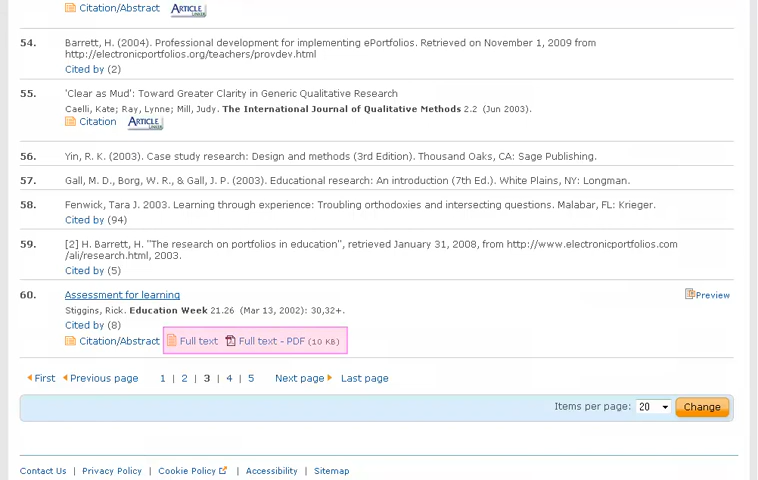 Citation/Abstract ARTICLE LINKER
54. Barrett, H. (2004). Professional development for implementing ePortfolios. Retrieved on November 1, 2009 from
http://electronicportfolios.org/teachers/provdev.html
Cited by (2)
55. 'Clear as Mud': Toward Greater Clarity in Generic Qualitative Research
Caelli, Kate; Ray, Lynne; Mill, Judy. The International Journal of Qualitative Methods 2.2 (Jun 2003).
Citation ARTICLE LINKER
56. Yin, R. K. (2003). Case study research: Design and methods (3rd Edition). Thousand Oaks, CA: Sage Publishing.
57. Gall, M. D., Borg, W. R., & Gall, J. P. (2003). Educational research: An introduction (7th Ed.). White Plains, NY: Longman.
58. Fenwick, Tara J. 2003. Learning through experience: Troubling orthodoxies and intersecting questions. Malabar, FL: Krieger.
Cited by (94)
59. [2] H. Barrett, H. "The research on portfolios in education", retrieved January 31, 2008, from http://www.electronicportfolios.com
/ali/research.html, 2003.
Cited by (5)
60. Assessment for learning Preview
Stiggins, Rick. Education Week 21.26 (Mar 13, 2002): 30,32+.
Cited by (8)
Citation/Abstract Full text Full text - PDF (10 KB)
First Previous page 1 | 2 | 3 | 4 | 5 Next page Last page
Items per page: 20 Change
Contact Us | Privacy Policy | Cookie Policy | Accessibility | Sitemap